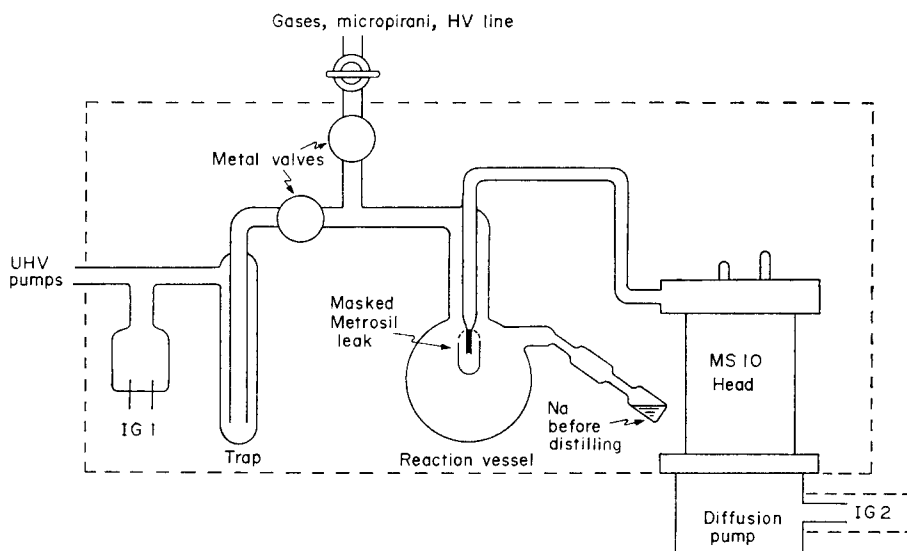 Gases, micropirani, HV line
Metal valves
UHV
pumps
Masked
Metrosil
leak
MS 10
Head
Na
before
distilling
IG 1
Trap
Reaction vessel
Diffusion
pump
IG 2